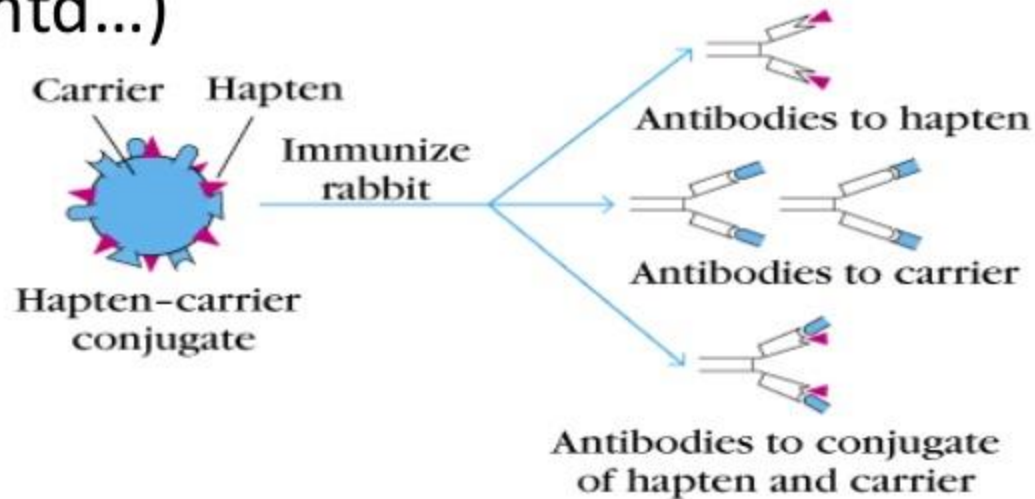 ntd...)
Carrier Hapten
Immunize
rabbit
Hapten–carrier
conjugate
Antibodies to hapten
Antibodies to carrier
Antibodies to conjugate
of hapten and carrier